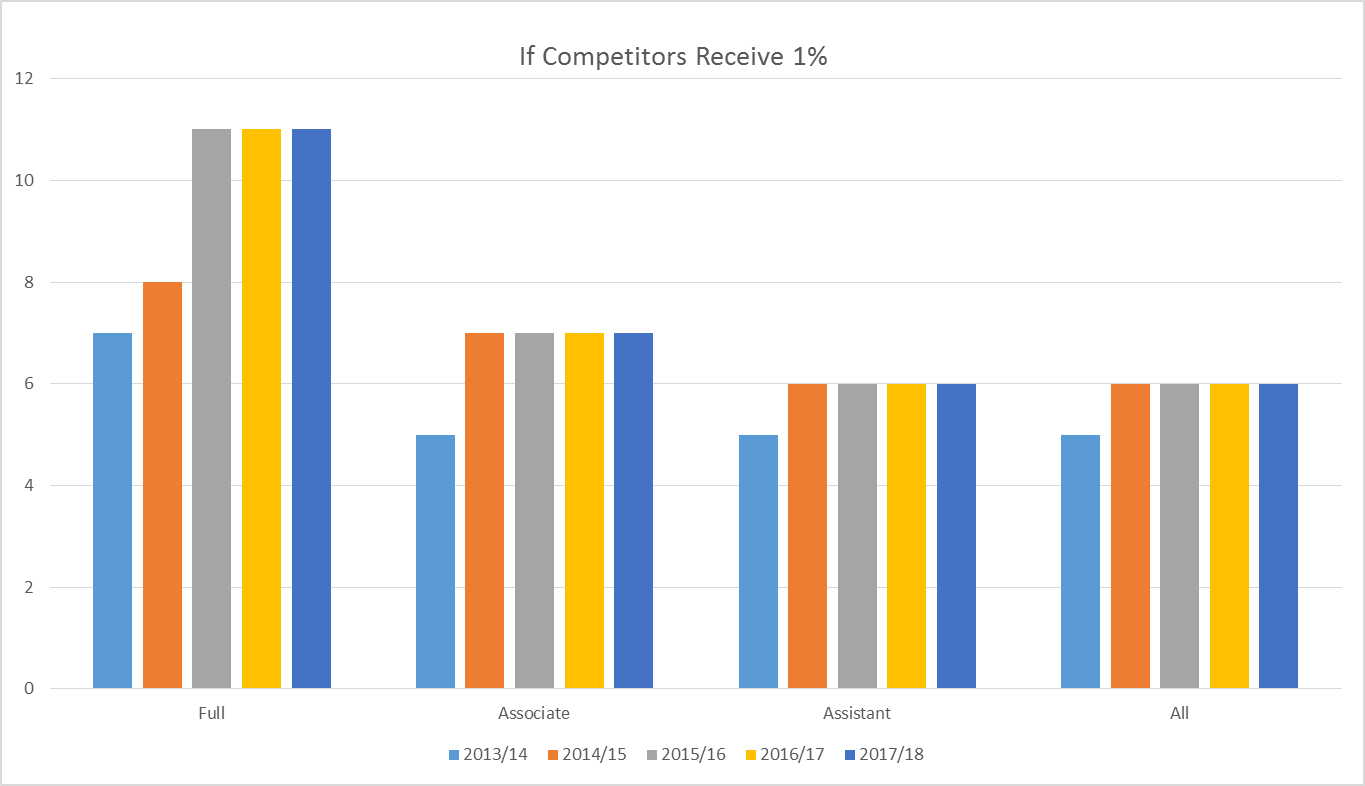 If Competitors Receive 1%
12
10
8
6
4
2
0
Full Associate Assistant All
2013/14 2014/15 2015/16 2016/17 2017/18